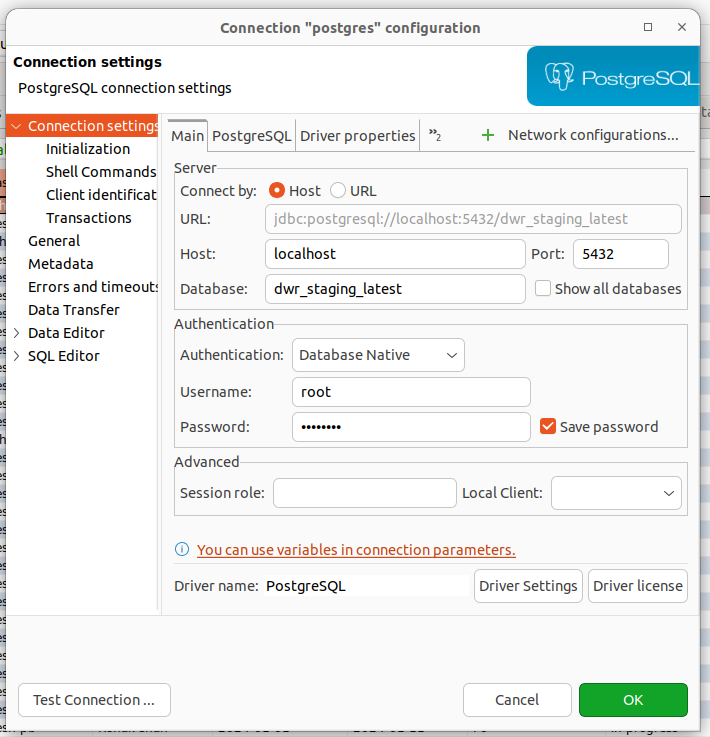 Connection "postgres" configuration
Connection settings
PostgreSQL connection settings
PostgreSQL
Connection settings
Initialization
Shell Commands
Client identificat
Transactions
General
Metadata
Errors and timeouts
Data Transfer
Data Editor
SQL Editor
Main PostgreSQL Driver properties »2 + Network configurations...
Server
Connect by: Host URL
URL: jdbc:postgresql://localhost:5432/dwr_staging_latest
Host: localhost Port: 5432
Database: dwr_staging_latest Show all databases
Authentication
Authentication: Database Native
Username: root
Password: ••••••••  Save password
Advanced
Session role: Local Client:
You can use variables in connection parameters.
Driver name: PostgreSQL Driver Settings Driver license
Test Connection ... Cancel OK